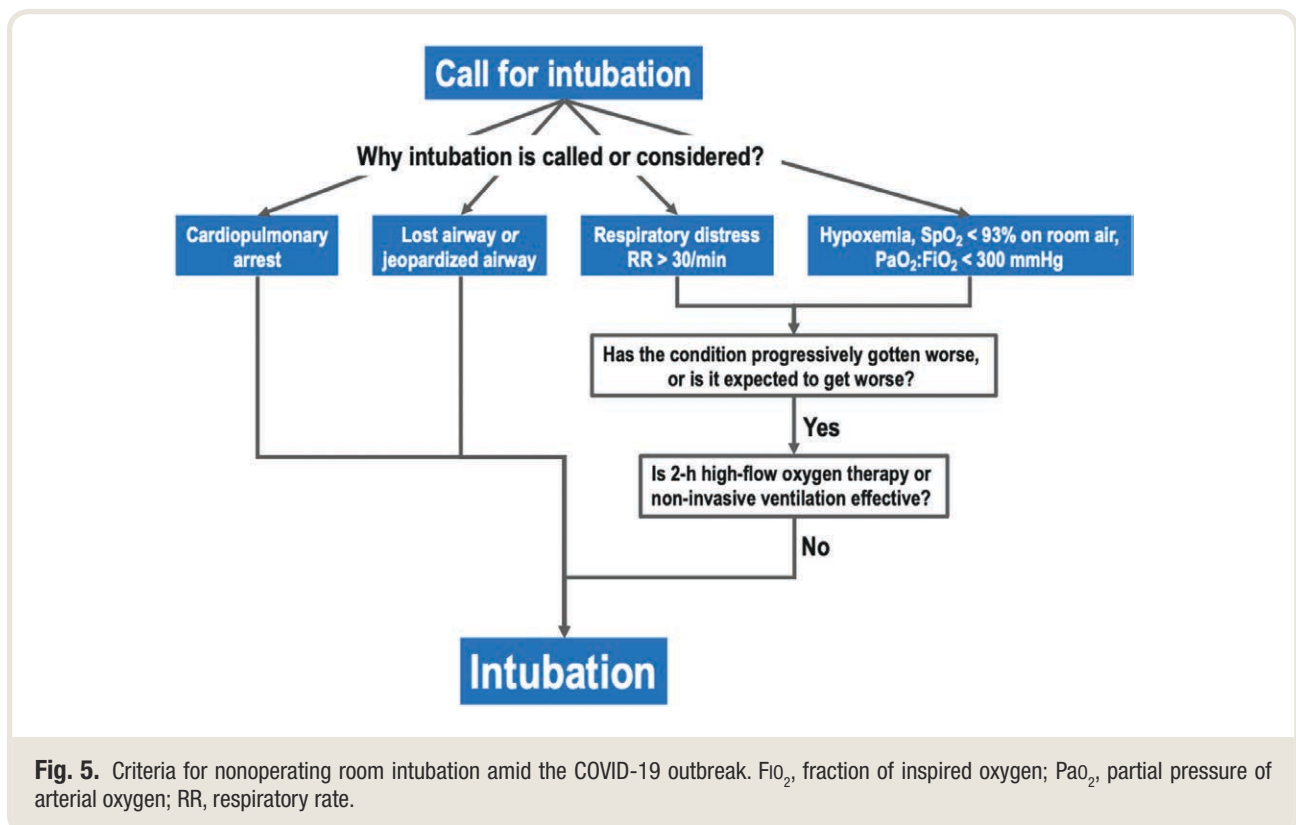 Call for intubation
Why intubation is called or considered?
Cardiopulmonary
arrest
Lost airway or
jeopardized airway
Respiratory distress
RR > 30/min
Hypoxemia, SpO₂ < 93% on room air,
PaO₂:FiO₂ < 300 mmHg
Has the condition progressively gotten worse,
or is it expected to get worse?
Yes
Is 2-h high-flow oxygen therapy or
non-invasive ventilation effective?
No
Intubation
Fig. 5. Criteria for nonoperating room intubation amid the COVID-19 outbreak. FIO₂, fraction of inspired oxygen; PaO₂, partial pressure of
arterial oxygen; RR, respiratory rate.